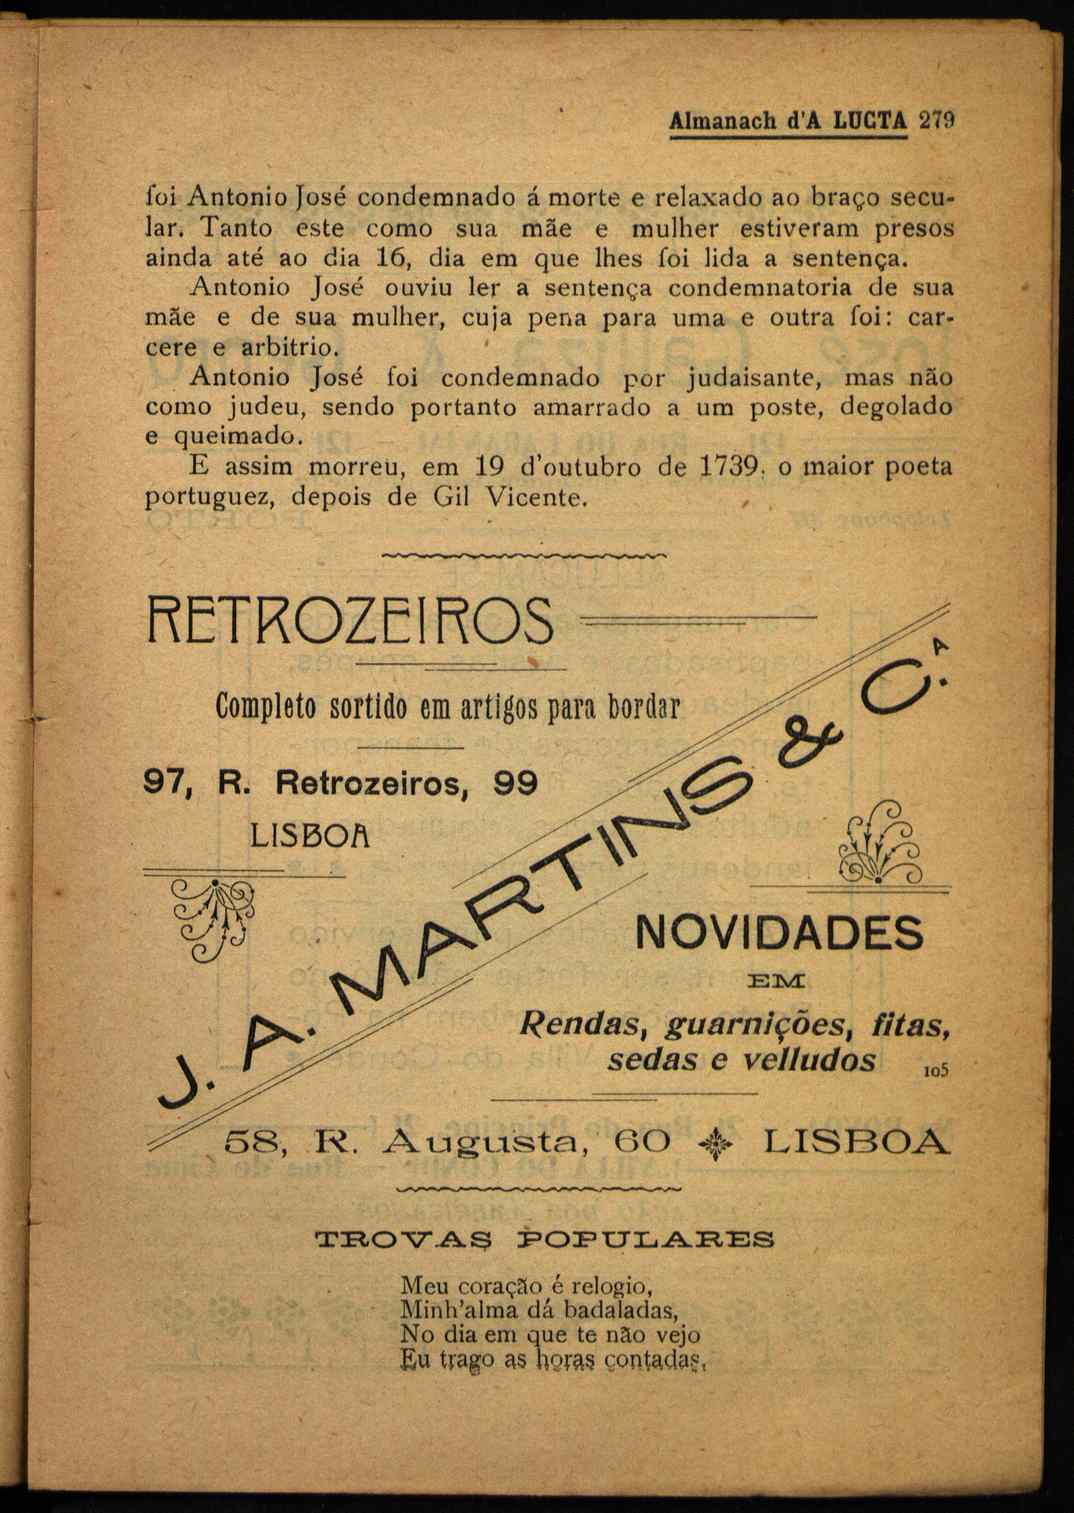 Almanach d'A LUCTA 279
foi Antonio José condemnado á morte e relaxado ao braço secu-
lar. Tanto este como sua mãe e mulher estiveram presos
ainda até ao dia 16, dia em que lhes foi lida a sentença.
Antonio José ouviu ler a sentença condemnatoria de sua
mãe e de sua mulher, cuja pena para uma e outra foi: car-
cere e arbitrio.
Antonio José foi condemnado por judaisante, mas não
como judeu, sendo portanto amarrado a um poste, degolado
e queimado.
E assim morreu, em 19 d'outubro de 1739. o maior poeta
portuguez, depois de Gil Vicente.
RETROZEIROS
Completo sortido em artigos para bordar
97, R. Retrozeiros, 99
LISBOA
J. A. MARTINS & C.A
NOVIDADES
EM
Rendas, guarnições, fitas,
sedas e velludos 105
58, R. Augusta, 60 LISBOA
TROVAS POPULARES
Meu coração é relogio,
Minh'alma dá badaladas,
No dia em que te não vejo
Eu trago as horas contadas.